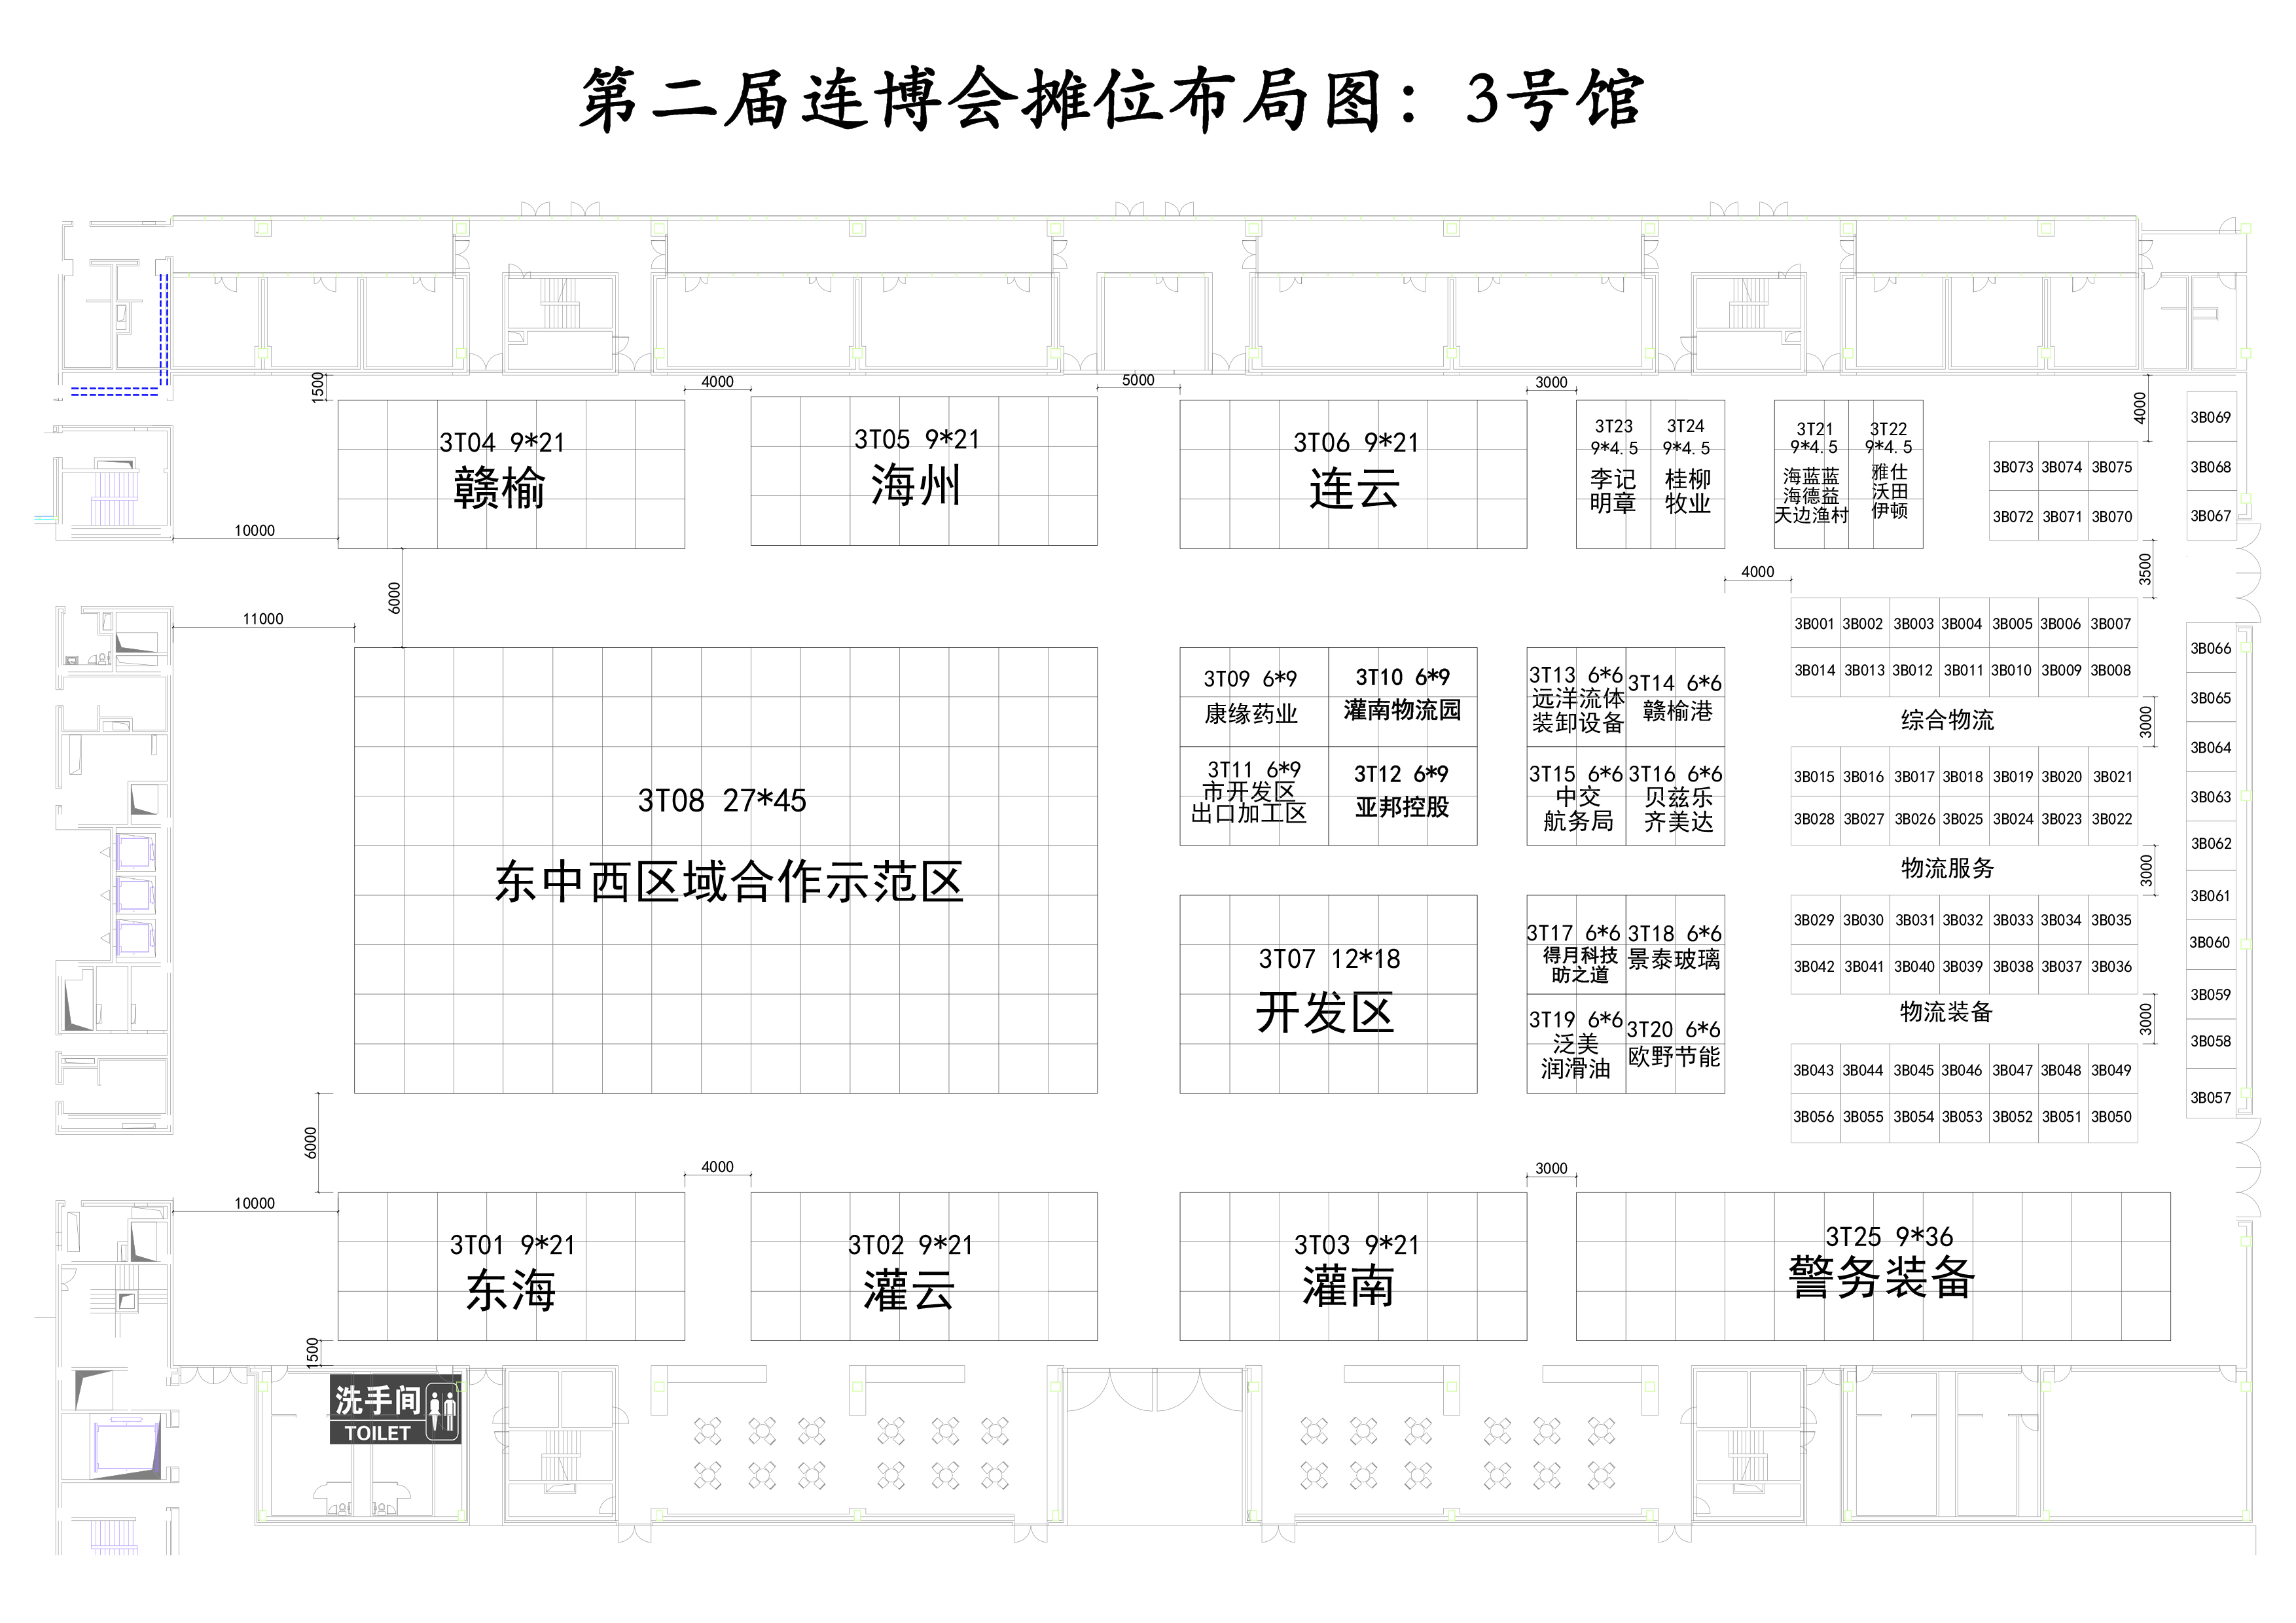 第二届连博会摊位布局图：3号馆
1500
4000
5000
3000
4000
3T04 9*21
赣榆
3T05 9*21
海州
3T06 9*21
连云
3T23
9*4.5
李记
明章
3T24
9*4.5
桂柳
牧业
3T21
9*4.5
海蓝蓝
海德益
天边渔村
3T22
9*4.5
雅仕
沃田
伊顿
3B073 3B074 3B075
3B072 3B071 3B070
3B069
3B068
3B067
10000
6000
4000
3500
11000
3T08 27*45
东中西区域合作示范区
3T09 6*9
康缘药业
3T10 6*9
灌南物流园
3T11 6*9
市开发区
出口加工区
3T12 6*9
亚邦控股
3T13 6*6
远洋流体
装卸设备
3T14 6*6
赣榆港
3T15 6*6
中交
航务局
3T16 6*6
贝兹乐
齐美达
3T07 12*18
开发区
3T17 6*6
得月科技
昉之道
3T18 6*6
景泰玻璃
3T19 6*6
泛美
润滑油
3T20 6*6
欧野节能
3B001 3B002 3B003 3B004 3B005 3B006 3B007
3B014 3B013 3B012 3B011 3B010 3B009 3B008
综合物流
3000
3B015 3B016 3B017 3B018 3B019 3B020 3B021
3B028 3B027 3B026 3B025 3B024 3B023 3B022
物流服务
3000
3B029 3B030 3B031 3B032 3B033 3B034 3B035
3B042 3B041 3B040 3B039 3B038 3B037 3B036
物流装备
3000
3B043 3B044 3B045 3B046 3B047 3B048 3B049
3B056 3B055 3B054 3B053 3B052 3B051 3B050
3B066
3B065
3B064
3B063
3B062
3B061
3B060
3B059
3B058
3B057
6000
4000
3000
10000
3T01 9*21
东海
3T02 9*21
灌云
3T03 9*21
灌南
3T25 9*36
警务装备
1500
洗手间
TOILET